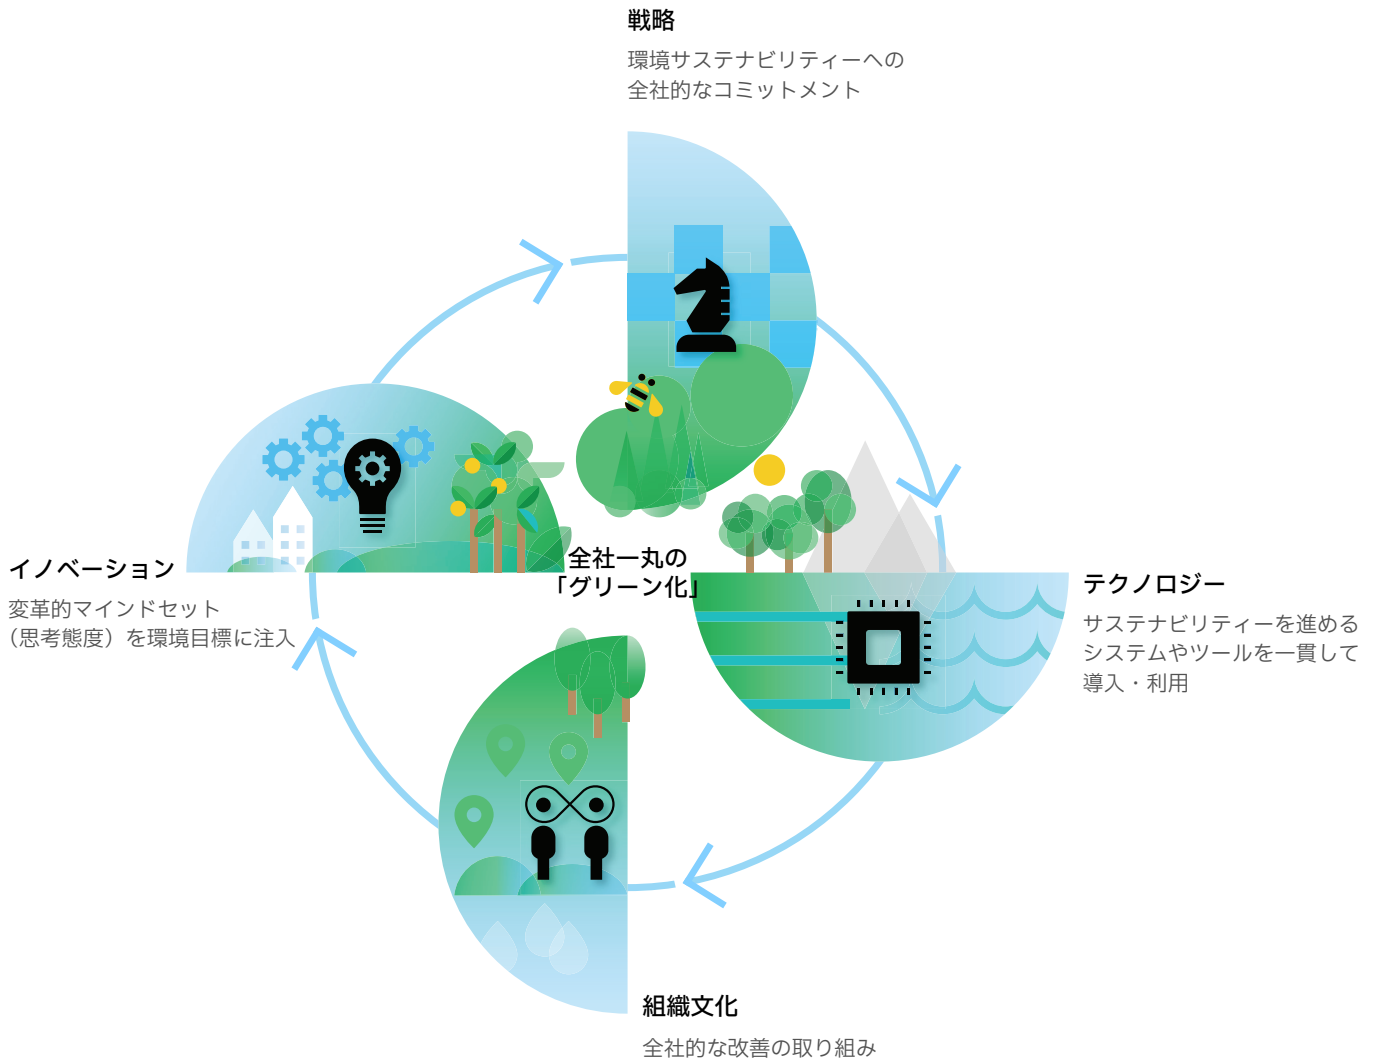 戦略
環境サステナビリティーへの
全社的なコミットメント
イノベーション
変革的マインドセット
（思考態度）を環境目標に注入
全社一丸の
「グリーン化」
テクノロジー
サステナビリティーを進める
システムやツールを一貫して
導入・利用
組織文化
全社的な改善の取り組み